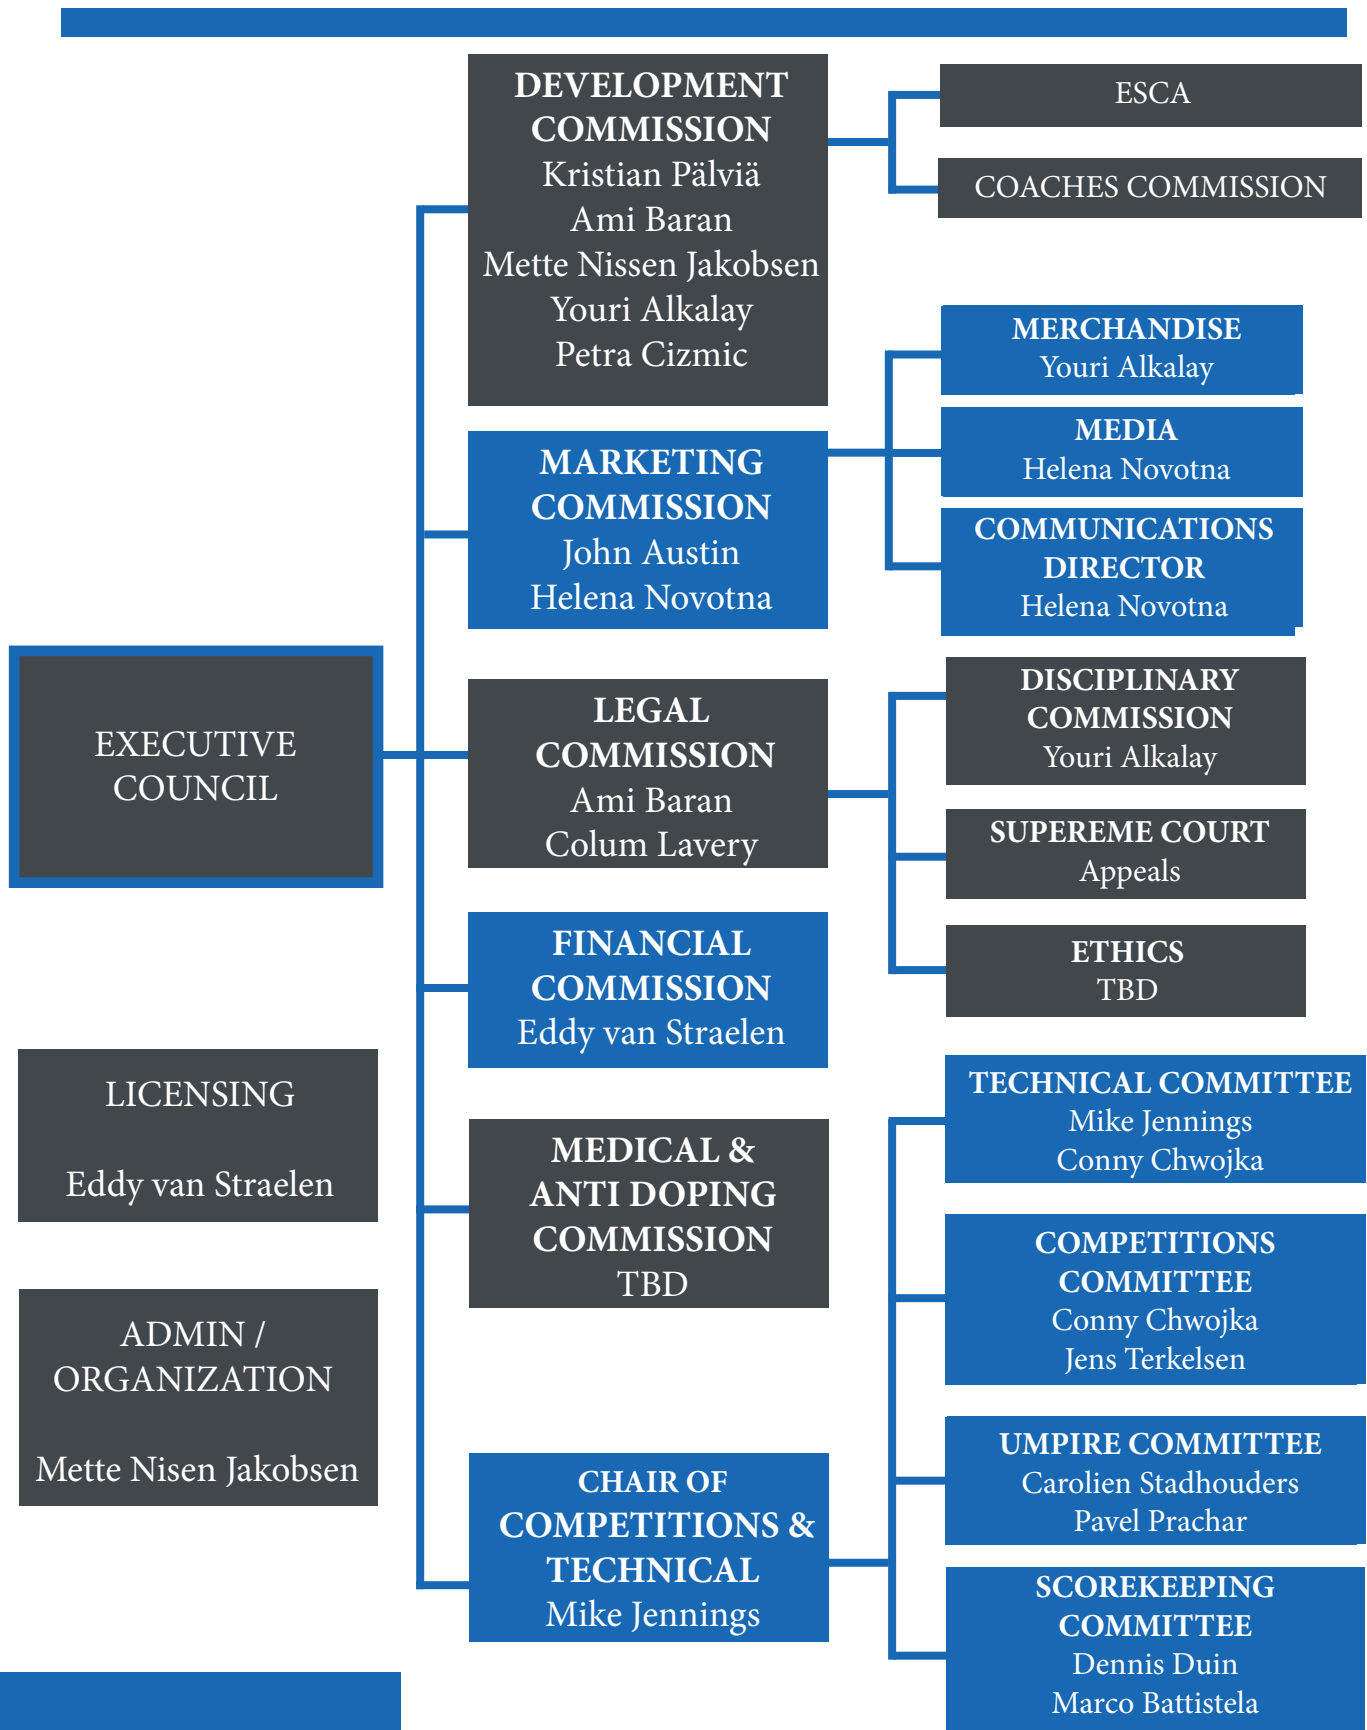 DEVELOPMENT
COMMISSION
Kristian Pälviä
Ami Baran
Mette Nissen Jakobsen
Youri Alkalay
Petra Cizmic
ESCA
COACHES COMMISSION
MARKETING
COMMISSION
John Austin
Helena Novotna
MERCHANDISE
Youri Alkalay
MEDIA
Helena Novotna
COMMUNICATIONS
DIRECTOR
Helena Novotna
EXECUTIVE
COUNCIL
LEGAL
COMMISSION
Ami Baran
Colum Lavery
DISCIPLINARY
COMMISSION
Youri Alkalay
SUPEREME COURT
Appeals
ETHICS
TBD
FINANCIAL
COMMISSION
Eddy van Straelen
LICENSING
Eddy van Straelen
ADMIN /
ORGANIZATION
Mette Nisen Jakobsen
MEDICAL &
ANTI DOPING
COMMISSION
TBD
CHAIR OF
COMPETITIONS &
TECHNICAL
Mike Jennings
TECHNICAL COMMITTEE
Mike Jennings
Conny Chwojka
COMPETITIONS
COMMITTEE
Conny Chwojka
Jens Terkelsen
UMPIRE COMMITTEE
Carolien Stadhouders
Pavel Prachar
SCOREKEEPING
COMMITTEE
Dennis Duin
Marco Battistela